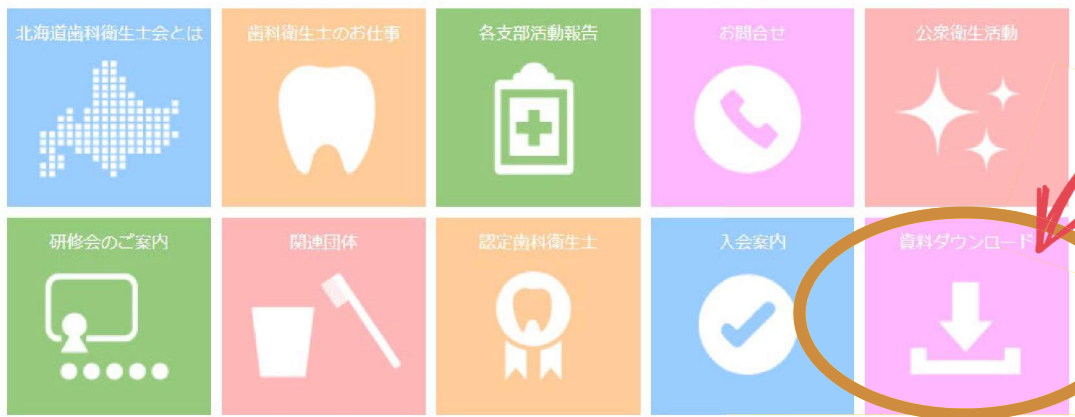 北海道歯科衛生士会とは
歯科衛生士のお仕事
各支部活動報告
お問合せ
公衆衛生活動
研修会のご案内
関連団体
認定歯科衛生士
入会案内
資料ダウンロード